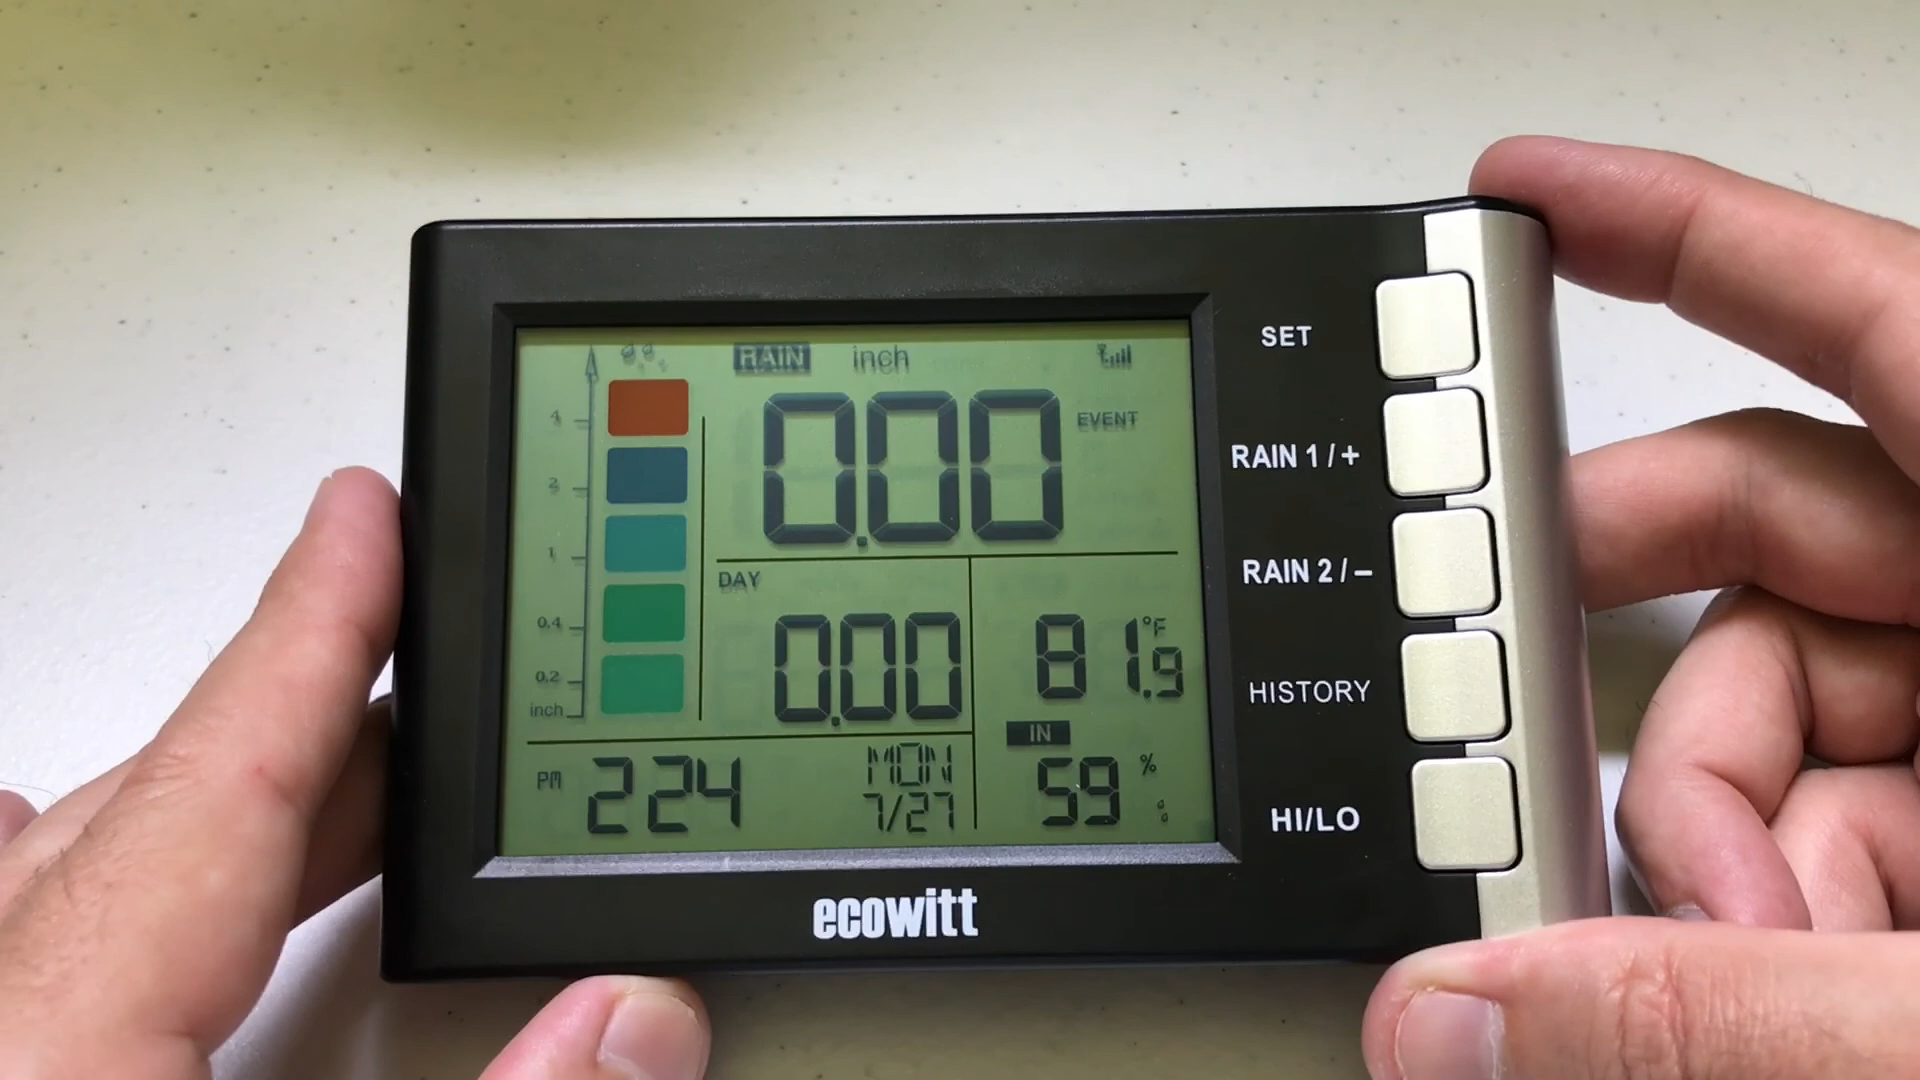 RAIN inch
4
2
1
0.4
0.2
inch
0.00 EVENT
DAY
0.00
81.9 °F
IN
59 %
PM 2 24
MON
7/27
SET
RAIN 1 / +
RAIN 2 / –
HISTORY
HI/LO
ecowitt